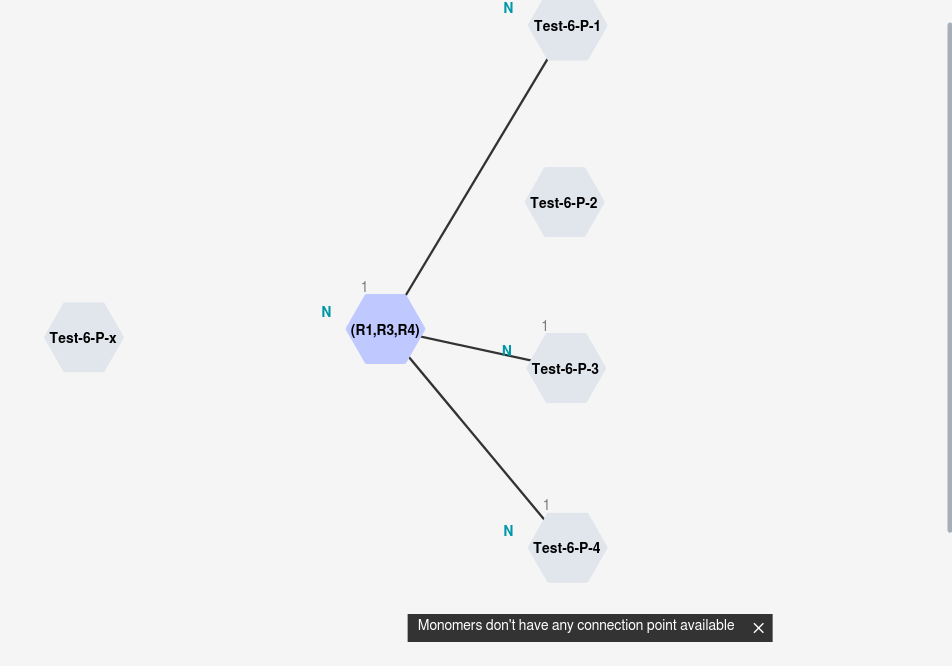 N
Test-6-P-1
Test-6-P-2
1
N
(R1,R3,R4)
Test-6-P-x
1
N
Test-6-P-3
1
N
Test-6-P-4
Monomers don't have any connection point available